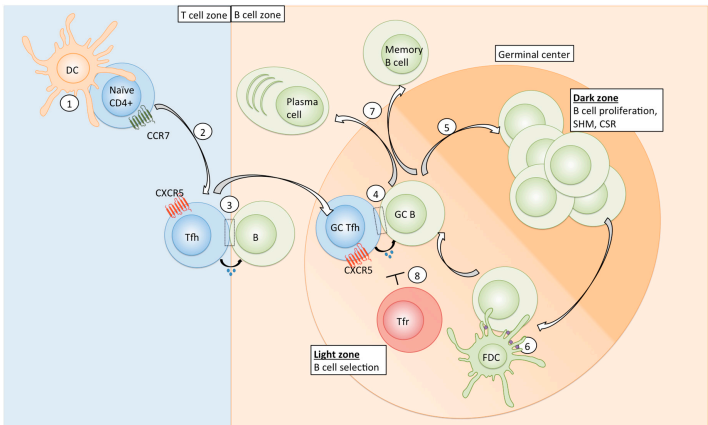 T cell zone
B cell zone
DC
1
Naïve
CD4+
CCR7
2
CXCR5
3
Tfh
B
Plasma
cell
Memory
B cell
7
4
GC Tfh
GC B
CXCR5
8
Tfr
5
Germinal center
Dark zone
B cell proliferation,
SHM, CSR
6
FDC
Light zone
B cell selection